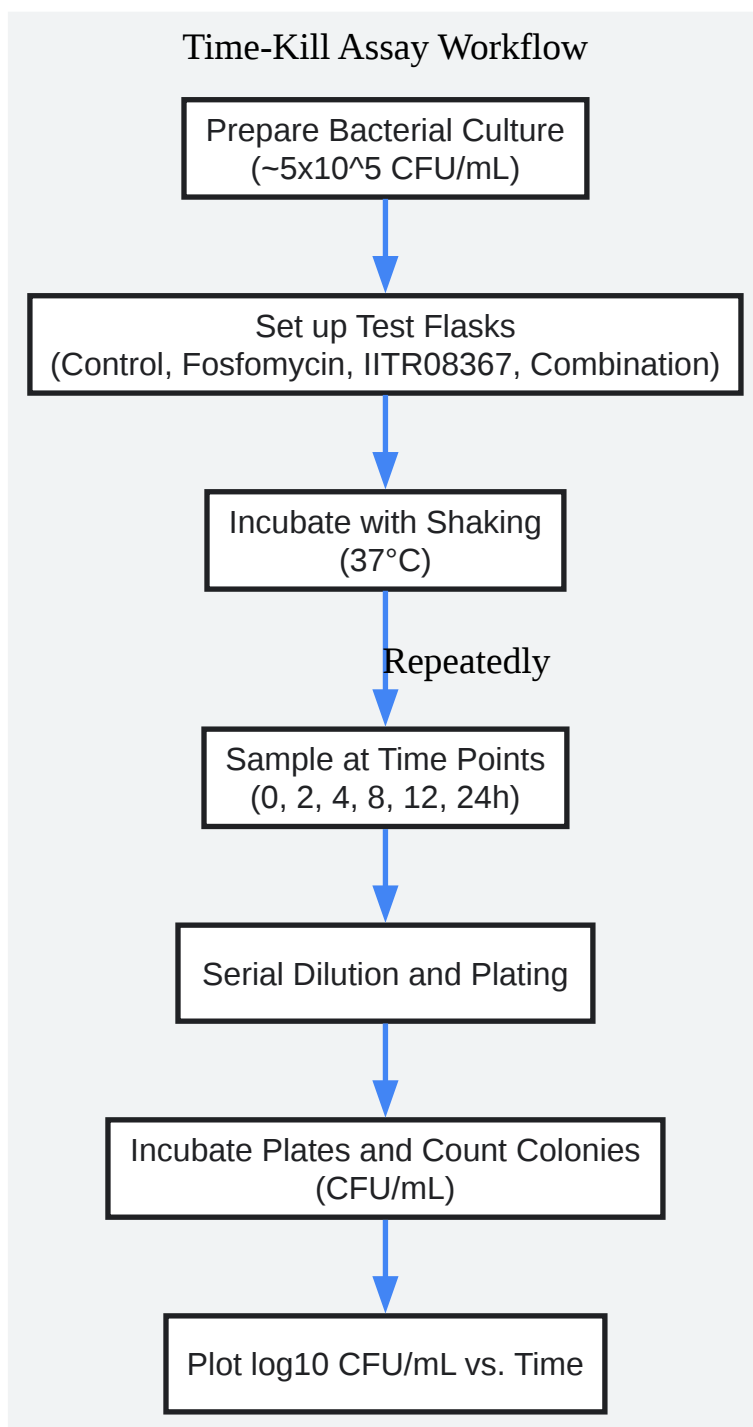 Time-Kill Assay Workflow
Prepare Bacterial Culture
(~5x10^5 CFU/mL)
Set up Test Flasks
(Control, Fosfomycin, IITR08367, Combination)
Incubate with Shaking
(37°C)
Repeatedly
Sample at Time Points
(0, 2, 4, 8, 12, 24h)
Serial Dilution and Plating
Incubate Plates and Count Colonies
(CFU/mL)
Plot log10 CFU/mL vs. Time